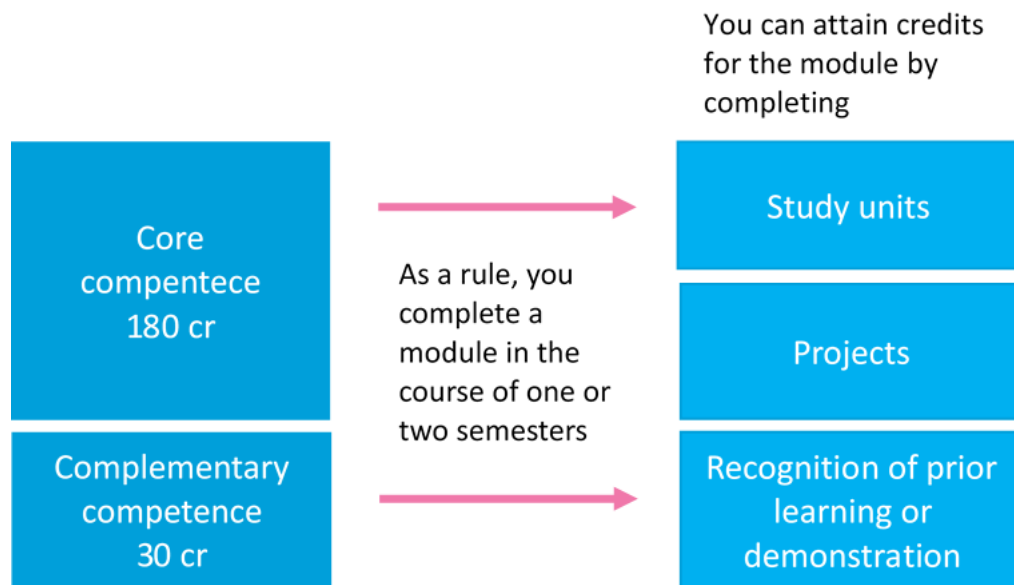 You can attain credits
for the module by
completing
Core
compentece
180 cr
Complementary
competence
30 cr
As a rule, you
complete a
module in the
course of one or
two semesters
Study units
Projects
Recognition of prior
learning or
demonstration